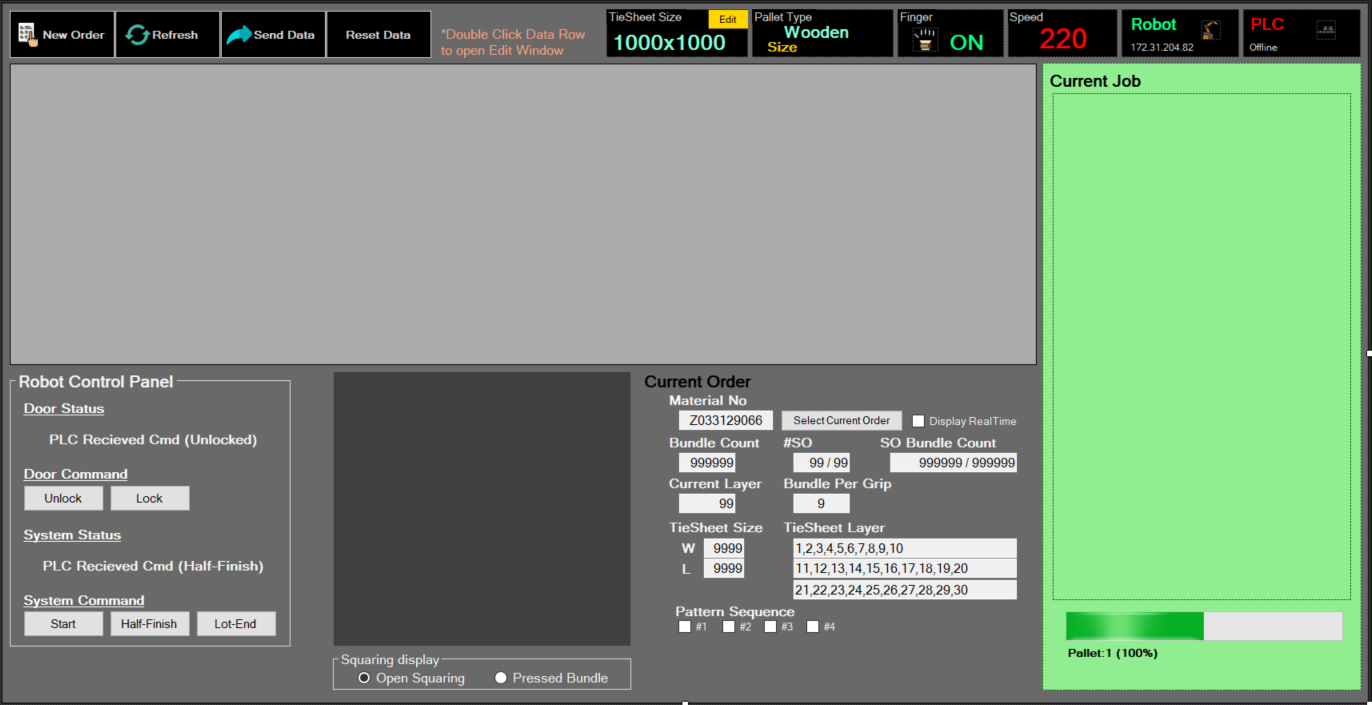 New Order
Refresh
Send Data
Reset Data
*Double Click Data Row
to open Edit Window
TieSheet Size
Edit
1000x1000
Pallet Type
Wooden
Size
Finger
ON
Speed
220
Robot
172.31.204.82
PLC
Offline
Current Job
Pallet:1 (100%)
Robot Control Panel
Door Status
PLC Recieved Cmd (Unlocked)
Door Command
Unlock Lock
System Status
PLC Recieved Cmd (Half-Finish)
System Command
Start Half-Finish Lot-End
Squaring display
Open Squaring Pressed Bundle
Current Order
Material No
Z033129066 Select Current Order Display RealTime
Bundle Count #SO SO Bundle Count
999999 99 / 99 999999 / 999999
Current Layer Bundle Per Grip
99 9
TieSheet Size TieSheet Layer
W 9999 1,2,3,4,5,6,7,8,9,10
L 9999 11,12,13,14,15,16,17,18,19,20
21,22,23,24,25,26,27,28,29,30
Pattern Sequence
#1 #2 #3 #4